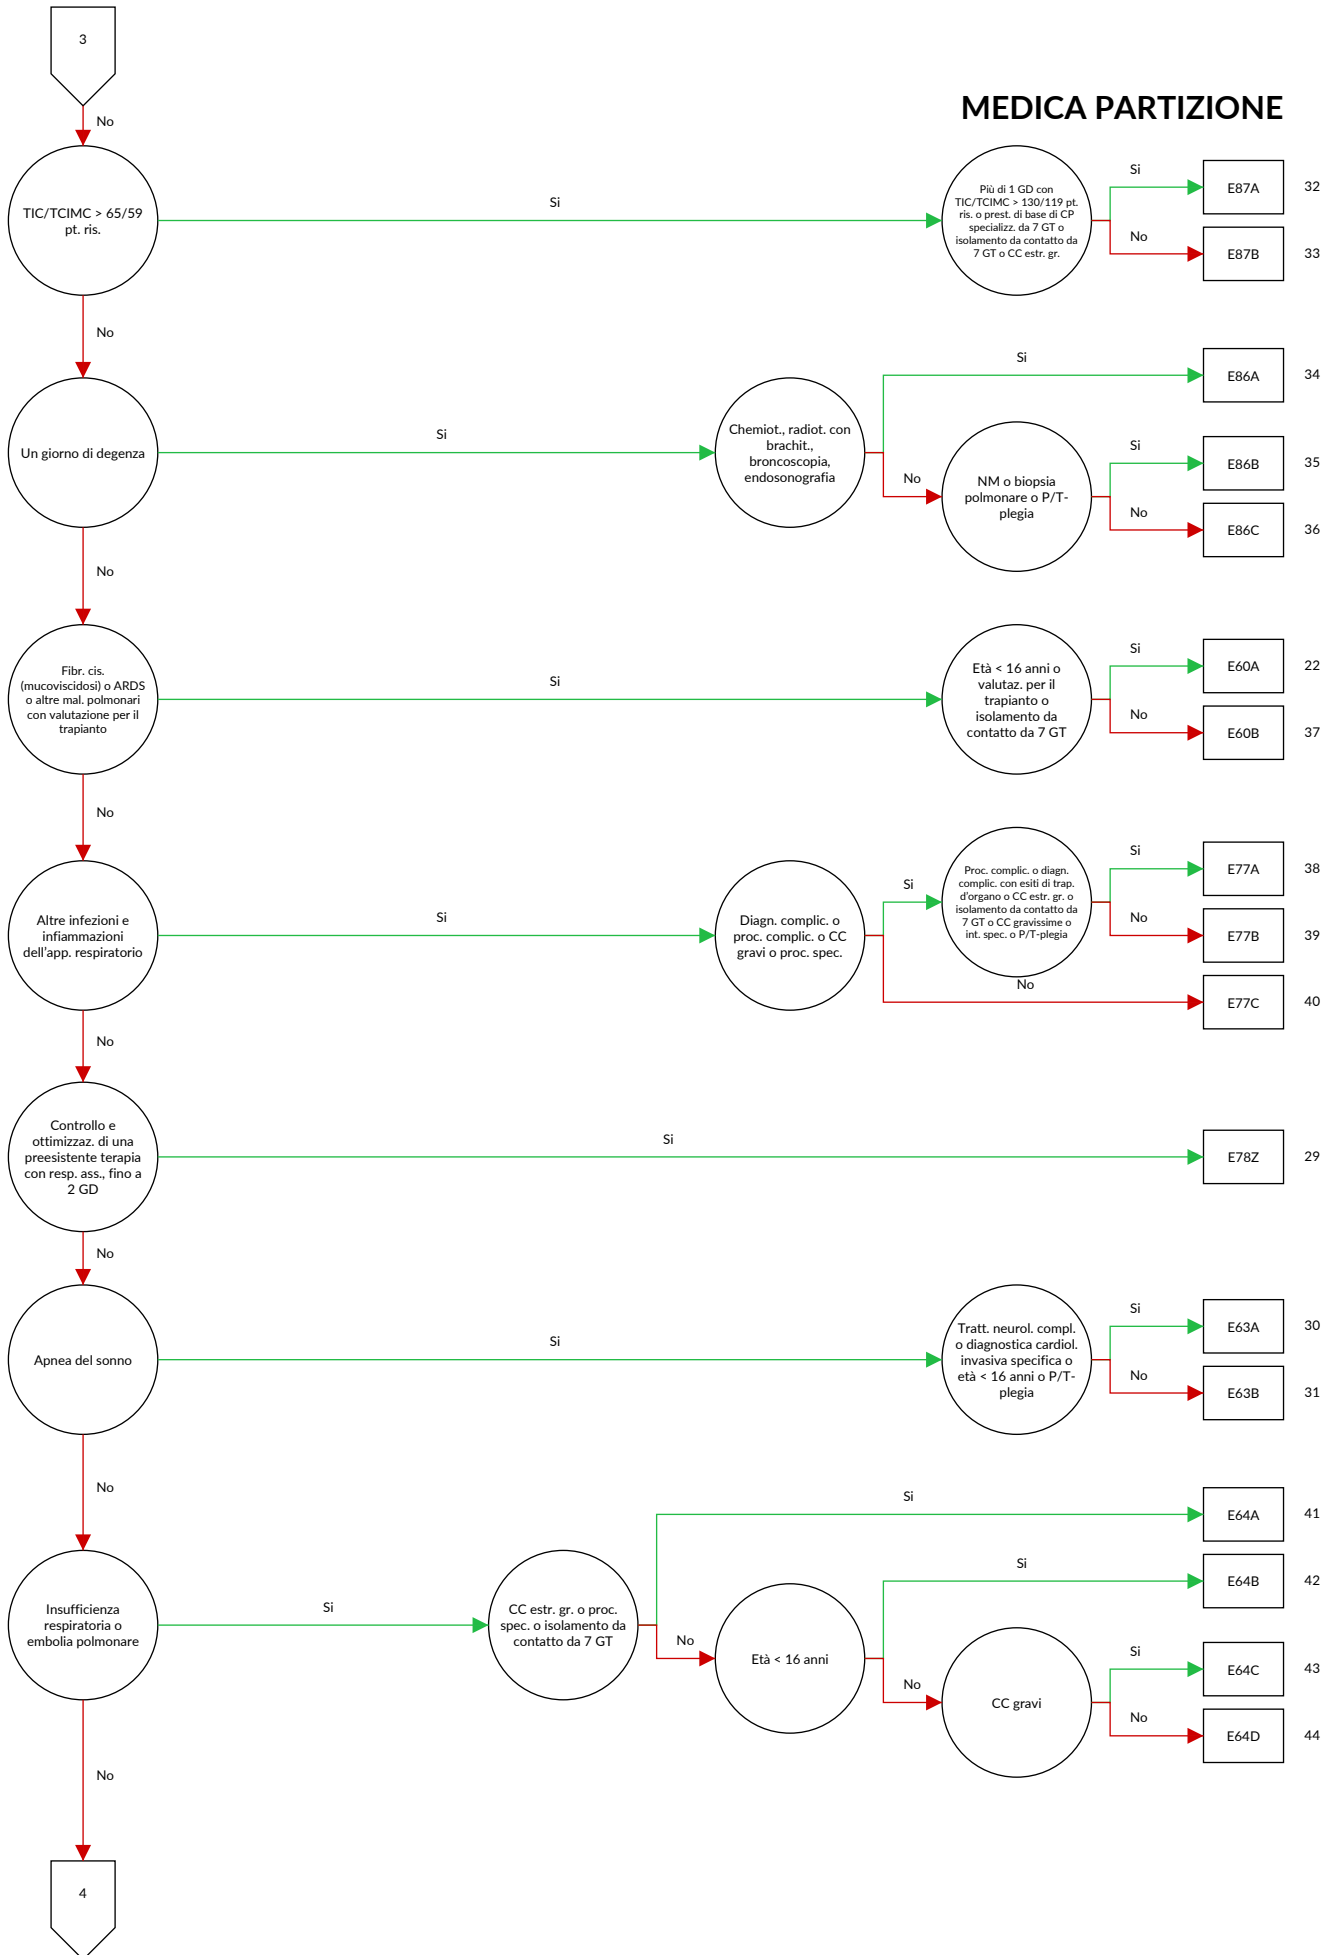 3
No
MEDICA PARTIZIONE
TIC/TCIMC > 65/59
pt. ris.
Si
Più di 1 GD con
TIC/TCIMC > 130/119 pt.
ris. o prest. di base di CP
specializz. da 7 GT o
isolamento da contatto da
7 GT o CC estr. gr.
Si
E87A
32
No
E87B
33
No
Un giorno di degenza
Si
Chemiot., radiot. con
brachit.,
broncoscopia,
endosonografia
Si
E86A
34
No
NM o biopsia
polmonare o P/T-
plegia
Si
E86B
35
No
E86C
36
No
Fibr. cis.
(mucoviscidosi) o ARDS
o altre mal. polmonari
con valutazione per il
trapianto
Si
Età < 16 anni o
valutaz. per il
trapianto o
isolamento da
contatto da 7 GT
Si
E60A
22
No
E60B
37
No
Altre infezioni e
infiammazioni
dell'app. respiratorio
Si
Diagn. complic. o
proc. complic. o CC
gravi o proc. spec.
Si
Proc. complic. o diagn.
complic. con esiti di trap.
d'organo o CC estr. gr. o
isolamento da contatto da
7 GT o CC gravissime o
int. spec. o P/T-plegia
Si
E77A
38
No
E77B
39
No
E77C
40
No
Controllo e
ottimizzaz. di una
preesistente terapia
con resp. ass., fino a
2 GD
Si
E78Z
29
No
Apnea del sonno
Si
Tratt. neurol. compl.
o diagnostica cardiol.
invasiva specifica o
età < 16 anni o P/T-
plegia
Si
E63A
30
No
E63B
31
No
Insufficienza
respiratoria o
embolia polmonare
Si
CC estr. gr. o proc.
spec. o isolamento da
contatto da 7 GT
Si
E64A
41
No
Età < 16 anni
Si
E64B
42
No
CC gravi
Si
E64C
43
No
E64D
44
No
4